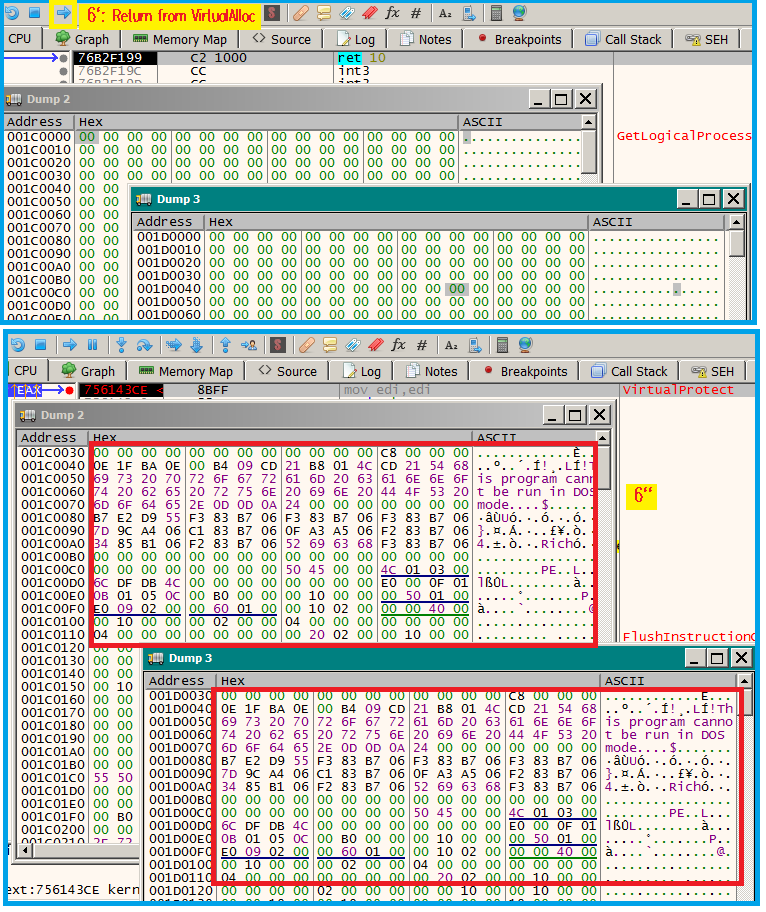 6‘: Return from VirtualAlloc
CPU Graph Memory Map Source Log Notes Breakpoints Call Stack SEH
76B2F199 C2 1000 ret 10
76B2F19C CC int3
Dump 2
Address Hex ASCII
001C0000 00 00 00 00 00 00 00 00 00 00 00 00 00 00 00 00 ................
GetLogicalProcess
001C0010 00 00 00 00 00 00 00 00 00 00 00 00 00 00 00 00 ................
001C0020 00 00 00 00 00 00 00 00 00 00 00 00 00 00 00 00 ................
001C0030 00 00 00 00 00 00 00 00 00 00 00 00 00 00 00 00 ................
001C0040 00 00
001C0050 00 00
001C0060 00 00
001C0070 00 00
001C0080 00 00
001C0090 00 00
001C00A0 00 00
001C00B0 00 00
001C00C0 00 00
001C00D0 00 00
001C00E0 00 00
Dump 3
Address Hex ASCII
001D0000 00 00 00 00 00 00 00 00 00 00 00 00 00 00 00 00 ................
001D0010 00 00 00 00 00 00 00 00 00 00 00 00 00 00 00 00 ................
001D0020 00 00 00 00 00 00 00 00 00 00 00 00 00 00 00 00 ................
001D0030 00 00 00 00 00 00 00 00 00 00 00 00 00 00 00 00 ................
001D0040 00 00 00 00 00 00 00 00 00 00 00 00 00 00 00 00 ................
001D0050 00 00 00 00 00 00 00 00 00 00 00 00 00 00 00 00 ................
001D0060 00 00 00 00 00 00 00 00 00 00 00 00 00 00 00 00 ................
CPU Graph Memory Map Source Log Notes Breakpoints Call Stack SEH
EAX 756143CE < 8BFF mov edi,edi VirtualProtect
Dump 2
Address Hex ASCII
001C0030 00 00 00 00 00 00 00 00 00 00 00 00 C8 00 00 00 ............È...
001C0040 0E 1F BA 0E 00 B4 09 CD 21 B8 01 4C CD 21 54 68 ..º..´.Í!¸.LÍ!Th
001C0050 69 73 20 70 72 6F 67 72 61 6D 20 63 61 6E 6E 6F is program canno
001C0060 74 20 62 65 20 72 75 6E 20 69 6E 20 44 4F 53 20 t be run in DOS
001C0070 6D 6F 64 65 2E 0D 0D 0A 24 00 00 00 00 00 00 00 mode....$.......
001C0080 B7 E2 D9 55 F3 83 B7 06 F3 83 B7 06 F3 83 B7 06 ·âÙUó.·.ó.·.ó.·.
001C0090 7D 9C A4 06 C1 83 B7 06 0F A3 A5 06 F2 83 B7 06 }.¤.Á.·..£¥.ò.·.
001C00A0 34 85 B1 06 F2 83 B7 06 52 69 63 68 F3 83 B7 06 4.±.ò.·.Richó.·.
001C00B0 00 00 00 00 00 00 00 00 00 00 00 00 00 00 00 00 ................
001C00C0 00 00 00 00 00 00 00 00 50 45 00 00 4C 01 03 00 ........PE..L...
001C00D0 6C DF DB 4C 00 00 00 00 00 00 00 00 E0 00 0F 01 lßÛL........à...
001C00E0 0B 01 05 0C 00 B0 00 00 00 10 00 00 00 50 01 00 .....°.......P..
001C00F0 E0 09 02 00 00 60 01 00 00 10 02 00 00 00 40 00 à....`........@.
001C0100 00 10 00 00 00 02 00 00 04 00 00 00 00 00 00 00 ................
001C0110 04 00 00 00 00 00 00 00 00 20 02 00 00 10 00 00 ......... ......
6“
FlushInstructionC
001C0120 00 00
001C0130 00 00
001C0140 00 00
001C0150 00 10
001C0160 00 00
001C0170 00 00
001C0180 00 00
001C0190 00 00
001C01A0 00 00
001C01B0 00 00
001C01C0 55 50
001C01D0 00 00
001C01E0 00 00
001C01F0 00 B0
001C0200 00 00
001C0210 2E 72
Dump 3
Address Hex ASCII
001D0030 00 00 00 00 00 00 00 00 00 00 00 00 C8 00 00 00 ............È...
001D0040 0E 1F BA 0E 00 B4 09 CD 21 B8 01 4C CD 21 54 68 ..º..´.Í!¸.LÍ!Th
001D0050 69 73 20 70 72 6F 67 72 61 6D 20 63 61 6E 6E 6F is program canno
001D0060 74 20 62 65 20 72 75 6E 20 69 6E 20 44 4F 53 20 t be run in DOS
001D0070 6D 6F 64 65 2E 0D 0D 0A 24 00 00 00 00 00 00 00 mode....$.......
001D0080 B7 E2 D9 55 F3 83 B7 06 F3 83 B7 06 F3 83 B7 06 ·âÙUó.·.ó.·.ó.·.
001D0090 7D 9C A4 06 C1 83 B7 06 0F A3 A5 06 F2 83 B7 06 }.¤.Á.·..£¥.ò.·.
001D00A0 34 85 B1 06 F2 83 B7 06 52 69 63 68 F3 83 B7 06 4.±.ò.·.Richó.·.
001D00B0 00 00 00 00 00 00 00 00 00 00 00 00 00 00 00 00 ................
001D00C0 00 00 00 00 00 00 00 00 50 45 00 00 4C 01 03 00 ........PE..L...
001D00D0 6C DF DB 4C 00 00 00 00 00 00 00 00 E0 00 0F 01 lßÛL........à...
001D00E0 0B 01 05 0C 00 B0 00 00 00 10 00 00 00 50 01 00 .....°.......P..
001D00F0 E0 09 02 00 00 60 01 00 00 10 02 00 00 00 40 00 à....`........@.
001D0100 00 10 00 00 00 02 00 00 04 00 00 00 00 00 00 00 ................
001D0110 04 00 00 00 00 00 00 00 00 20 02 00 00 10 00 00 ......... ......
001D0120 00 00 00 00 02 00 00 00 00 00 10 00 00 10 00 00 ................
ext:756143CE kern